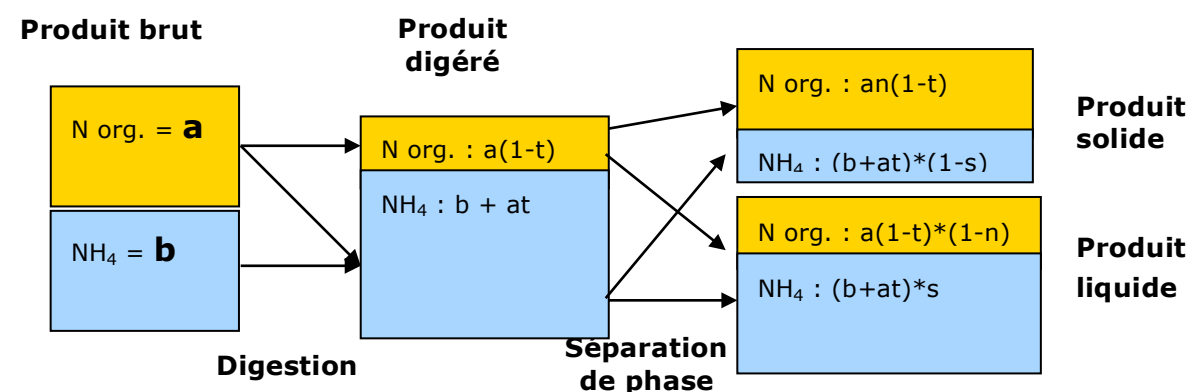 Produit brut
Produit
digéré
N org. = a
NH₄ = b
Digestion
N org. : a(1-t)
NH₄ : b + at
Séparation
de phase
N org. : an(1-t)
NH₄ : (b+at)*(1-s)
Produit
solide
N org. : a(1-t)*(1-n)
NH₄ : (b+at)*s
Produit
liquide